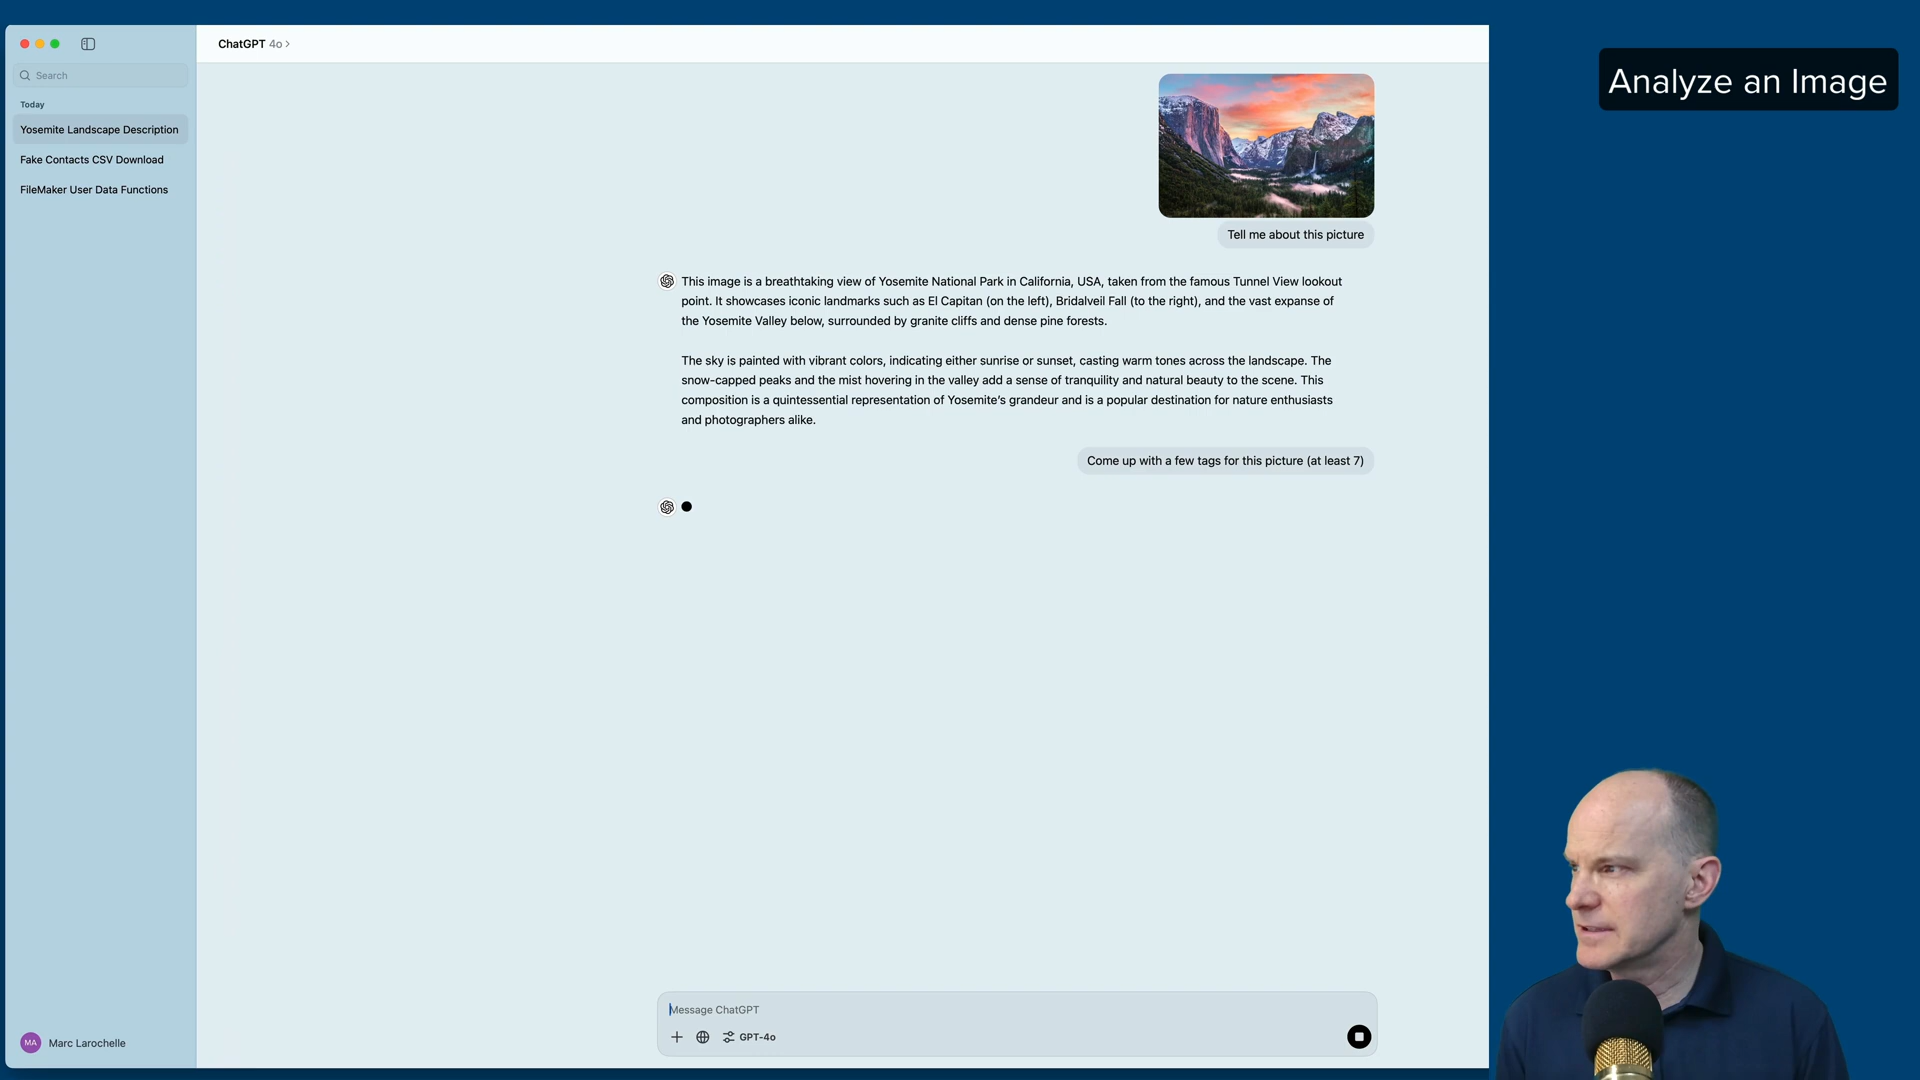 ChatGPT 4o >
Analyze an Image
Search
Today
Yosemite Landscape Description
Fake Contacts CSV Download
FileMaker User Data Functions
Tell me about this picture
This image is a breathtaking view of Yosemite National Park in California, USA, taken from the famous Tunnel View lookout
point. It showcases iconic landmarks such as El Capitan (on the left), Bridalveil Fall (to the right), and the vast expanse of
the Yosemite Valley below, surrounded by granite cliffs and dense pine forests.
The sky is painted with vibrant colors, indicating either sunrise or sunset, casting warm tones across the landscape. The
snow-capped peaks and the mist hovering in the valley add a sense of tranquility and natural beauty to the scene. This
composition is a quintessential representation of Yosemite’s grandeur and is a popular destination for nature enthusiasts
and photographers alike.
Come up with a few tags for this picture (at least 7)
Message ChatGPT
GPT-4o
MA Marc Larochelle